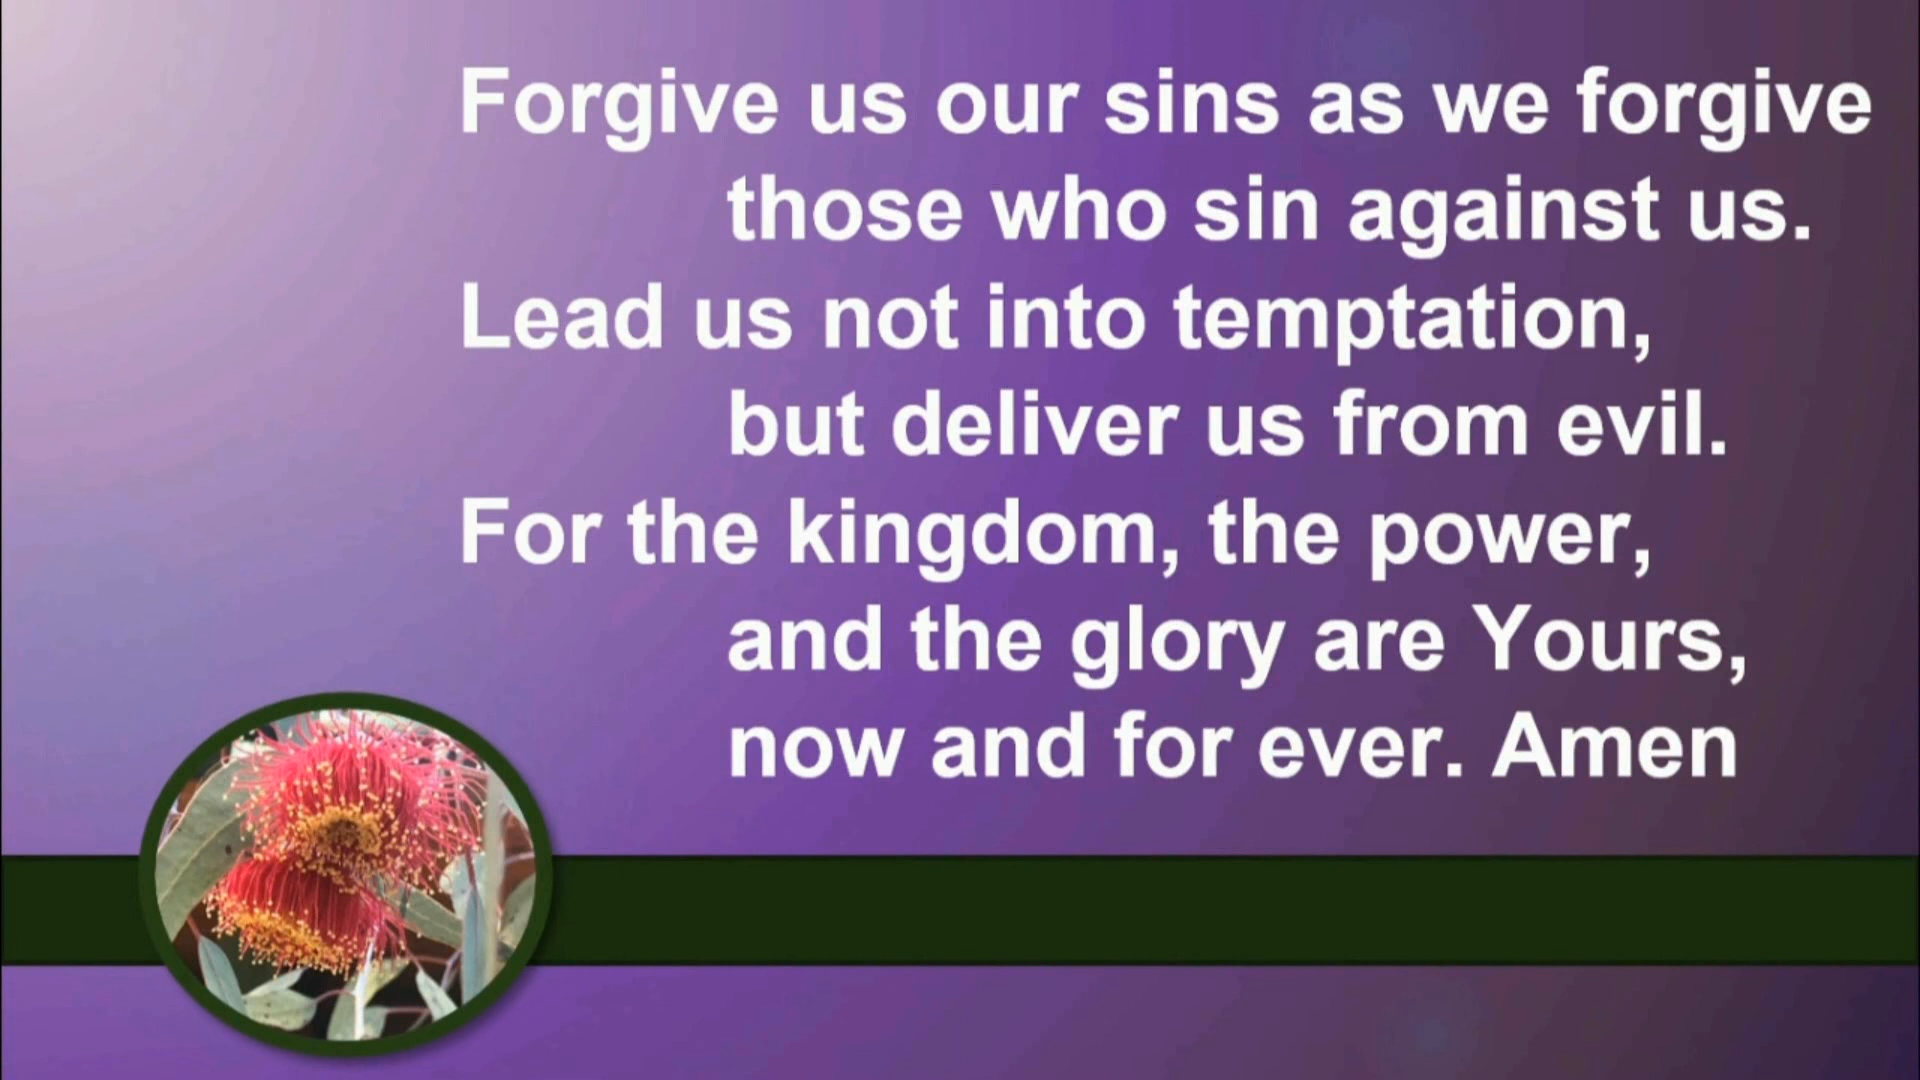 Forgive us our sins as we forgive
those who sin against us.
Lead us not into temptation,
but deliver us from evil.
For the kingdom, the power,
and the glory are Yours,
now and for ever. Amen